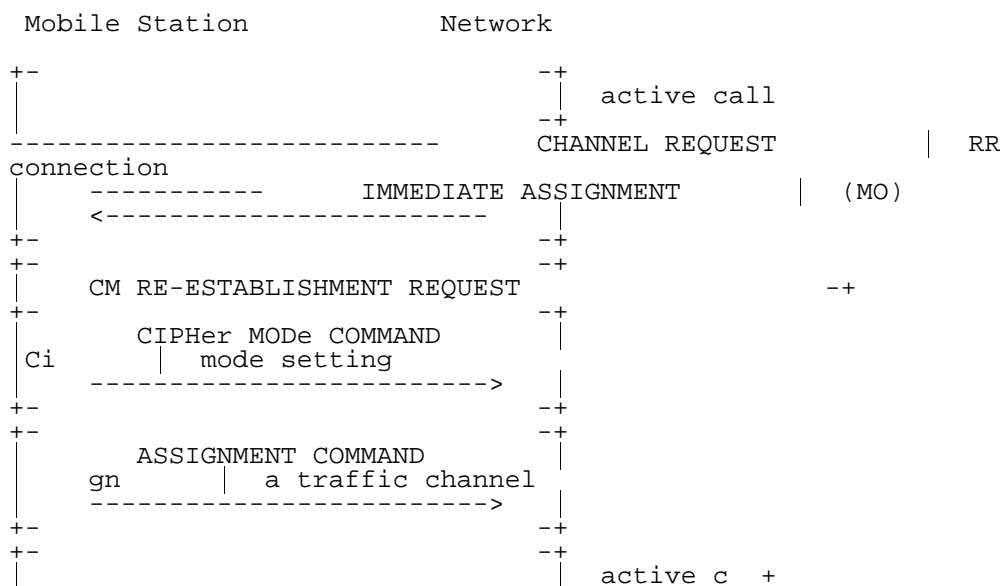 Mobile Station Network
+- -+
active call
-+
--------------------------- CHANNEL REQUEST | RR
connection
----------- IMMEDIATE ASSIGNMENT | (MO)
<------------------------
+- -+
+- -+
CM RE-ESTABLISHMENT REQUEST -+
+- -+
CIPHer MODe COMMAND
Ci | mode setting
------------------------->
+- -+
+- -+
ASSIGNMENT COMMAND
gn | a traffic channel
------------------------->
+- -+
+- -+
active c +